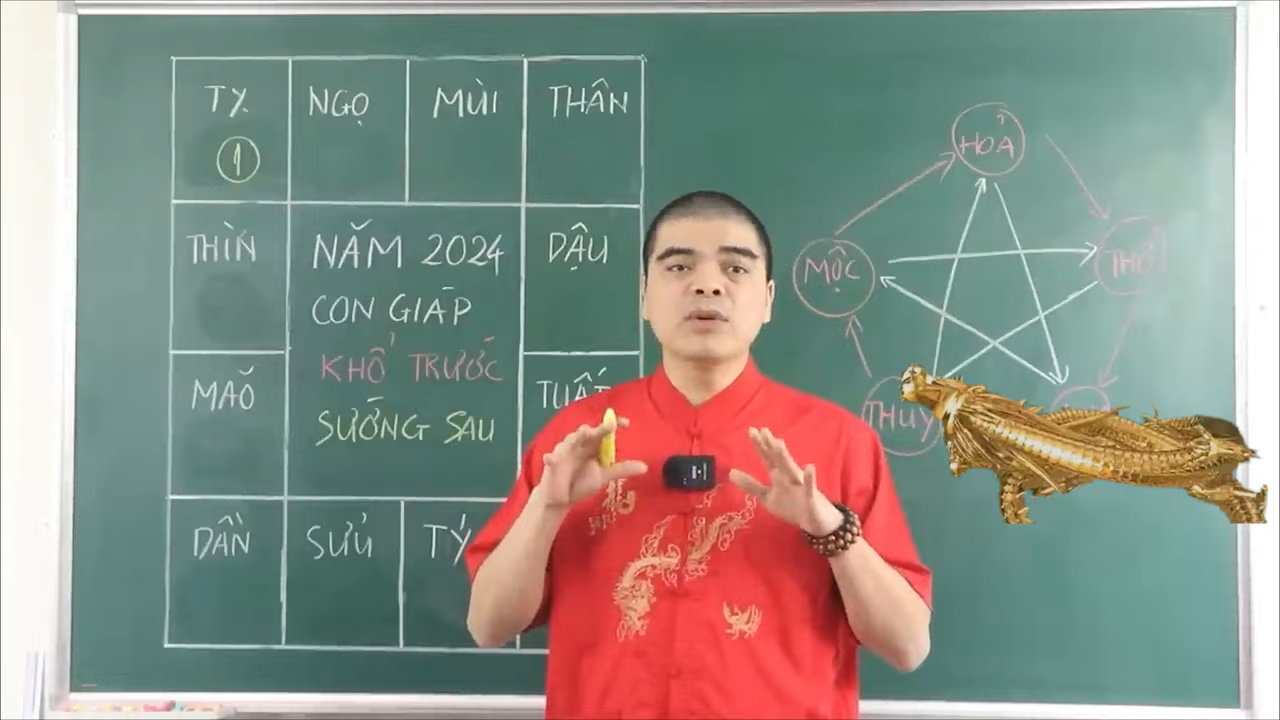 TỴ NGỌ MÙI THÂN
1
THÌN
NĂM 2024
CON GIÁP
KHỔ TRƯỚC
SƯỚNG SAU
DẬU
MÃO
DẦN SỬU TÝ
HOẢ
MỘC
THỔ
THUỶ